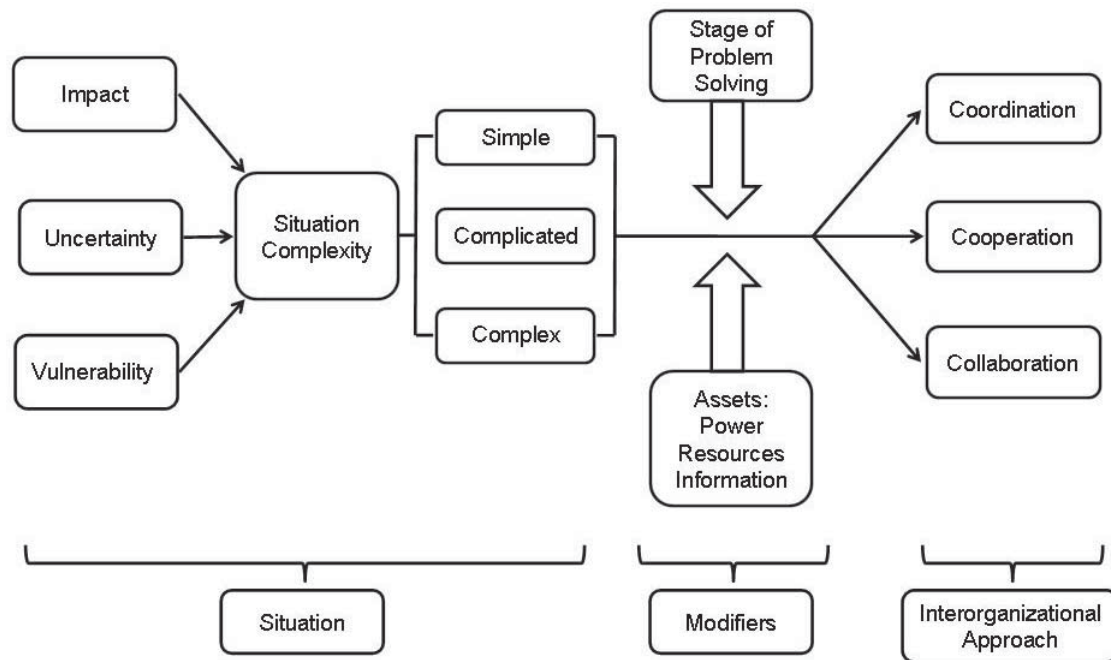 Impact
Uncertainty
Vulnerability
Situation
Complexity
Simple
Complicated
Complex
Stage of
Problem
Solving
Assets:
Power
Resources
Information
Coordination
Cooperation
Collaboration
Situation
Modifiers
Interorganizational
Approach